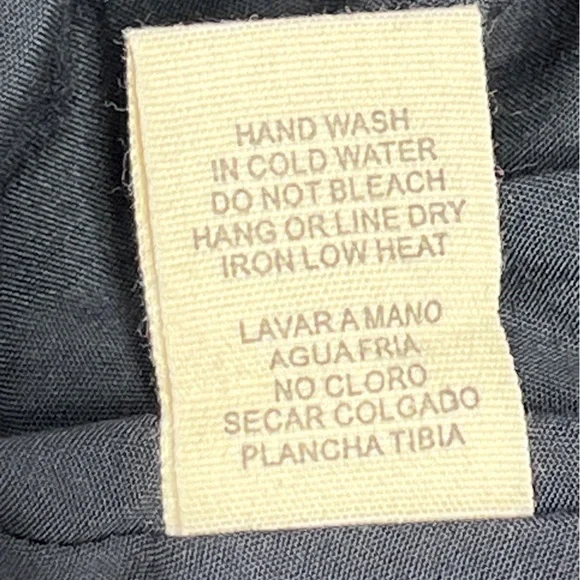 HAND WASH
IN COLD WATER
DO NOT BLEACH
HANG OR LINE DRY
IRON LOW HEAT
LAVAR A MANO
AGUA FRIA
NO CLORO
SECAR COLGADO
PLANCHA TIBIA